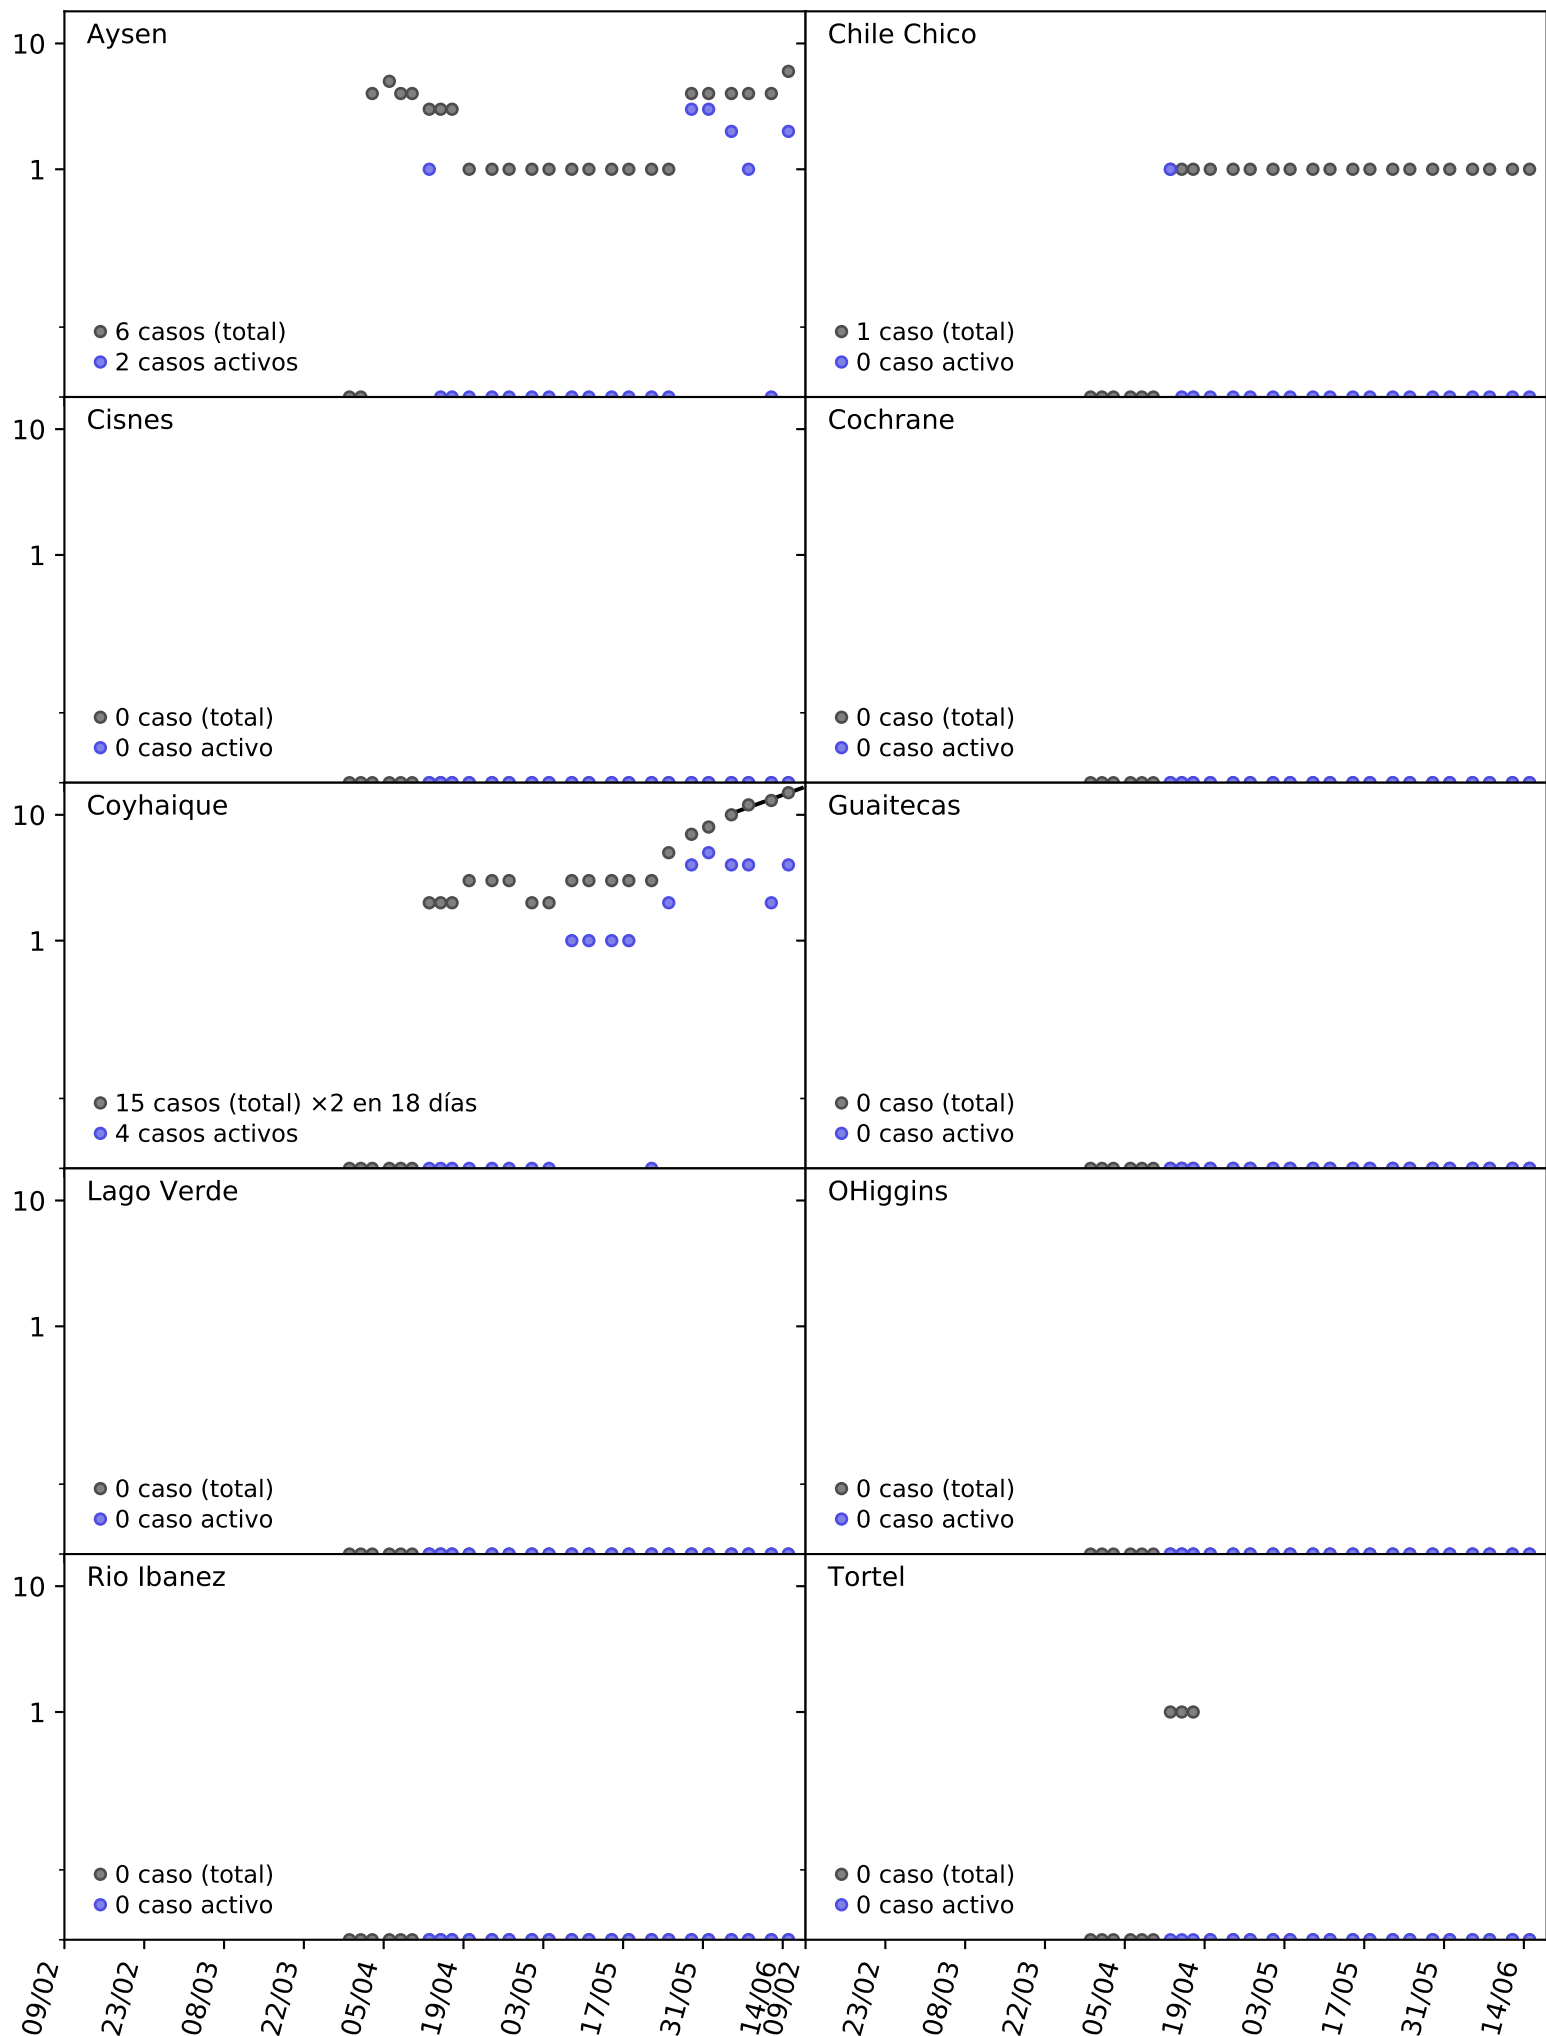 Aysen
10
1
6 casos (total)
2 casos activos
Chile Chico
1 caso (total)
0 caso activo
Cisnes
10
1
0 caso (total)
0 caso activo
Cochrane
0 caso (total)
0 caso activo
Coyhaique
10
1
15 casos (total) ×2 en 18 días
4 casos activos
Guaitecas
0 caso (total)
0 caso activo
Lago Verde
10
1
0 caso (total)
0 caso activo
OHiggins
0 caso (total)
0 caso activo
Rio Ibanez
10
1
0 caso (total)
0 caso activo
Tortel
0 caso (total)
0 caso activo
09/02 23/02 08/03 22/03 05/04 19/04 03/05 17/05 31/05 14/06
09/02 23/02 08/03 22/03 05/04 19/04 03/05 17/05 31/05 14/06